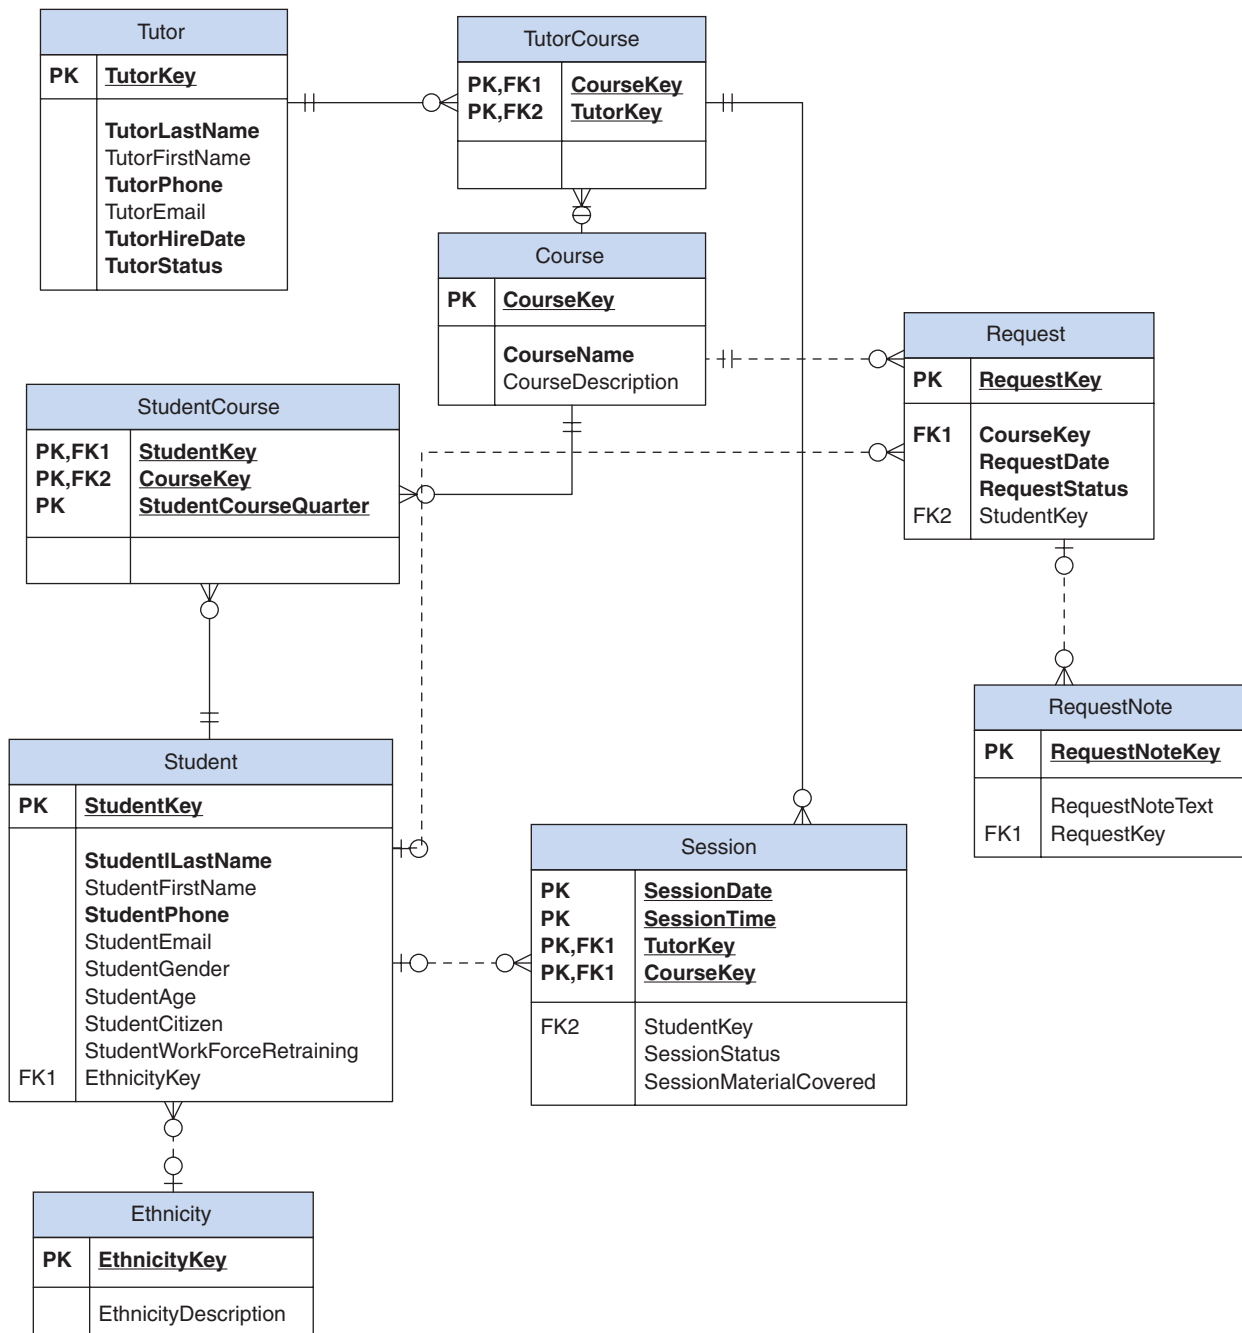 Tutor
PK TutorKey
TutorLastName
TutorFirstName
TutorPhone
TutorEmail
TutorHireDate
TutorStatus
TutorCourse
PK,FK1 CourseKey
PK,FK2 TutorKey
Course
PK CourseKey
CourseName
CourseDescription
Request
PK RequestKey
FK1 CourseKey
RequestDate
RequestStatus
FK2 StudentKey
StudentCourse
PK,FK1 StudentKey
PK,FK2 CourseKey
PK StudentCourseQuarter
RequestNote
PK RequestNoteKey
RequestNoteText
FK1 RequestKey
Student
PK StudentKey
StudentlLastName
StudentFirstName
StudentPhone
StudentEmail
StudentGender
StudentAge
StudentCitizen
StudentWorkForceRetraining
FK1 EthnicityKey
Session
PK SessionDate
PK SessionTime
PK,FK1 TutorKey
PK,FK1 CourseKey
FK2 StudentKey
SessionStatus
SessionMaterialCovered
Ethnicity
PK EthnicityKey
EthnicityDescription